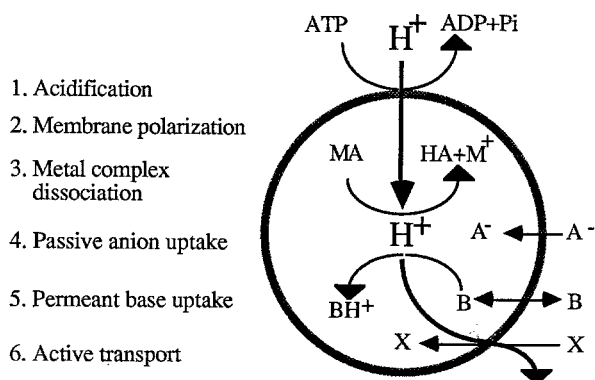 1. Acidification
2. Membrane polarization
3. Metal complex
dissociation
4. Passive anion uptake
5. Permeant base uptake
6. Active transport
ATP
H+
ADP+Pi
MA
HA+M+
H+
A-
A-
BH+
B
B
X
X